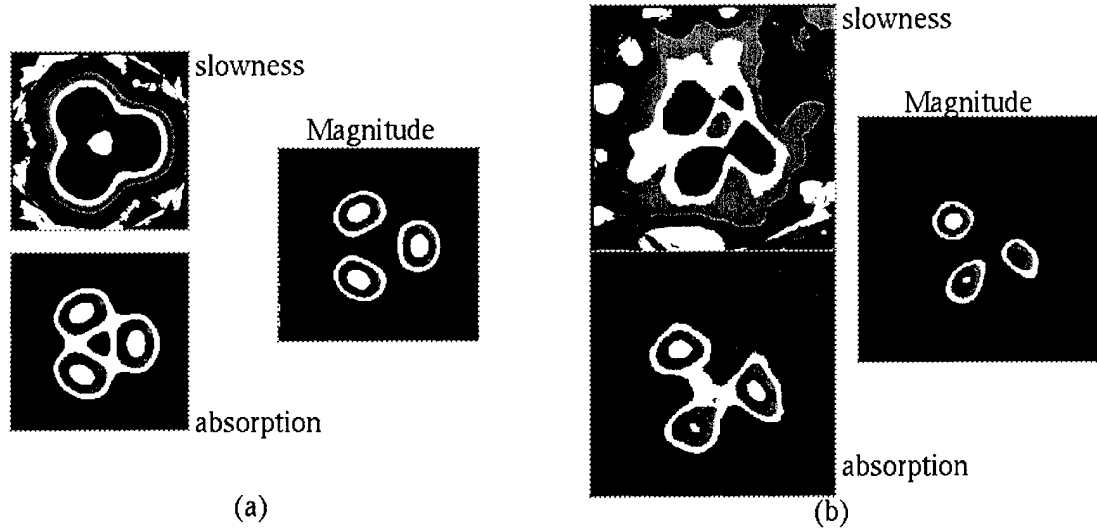 slowness
Magnitude
absorption
(a)
slowness
Magnitude
absorption
(b)